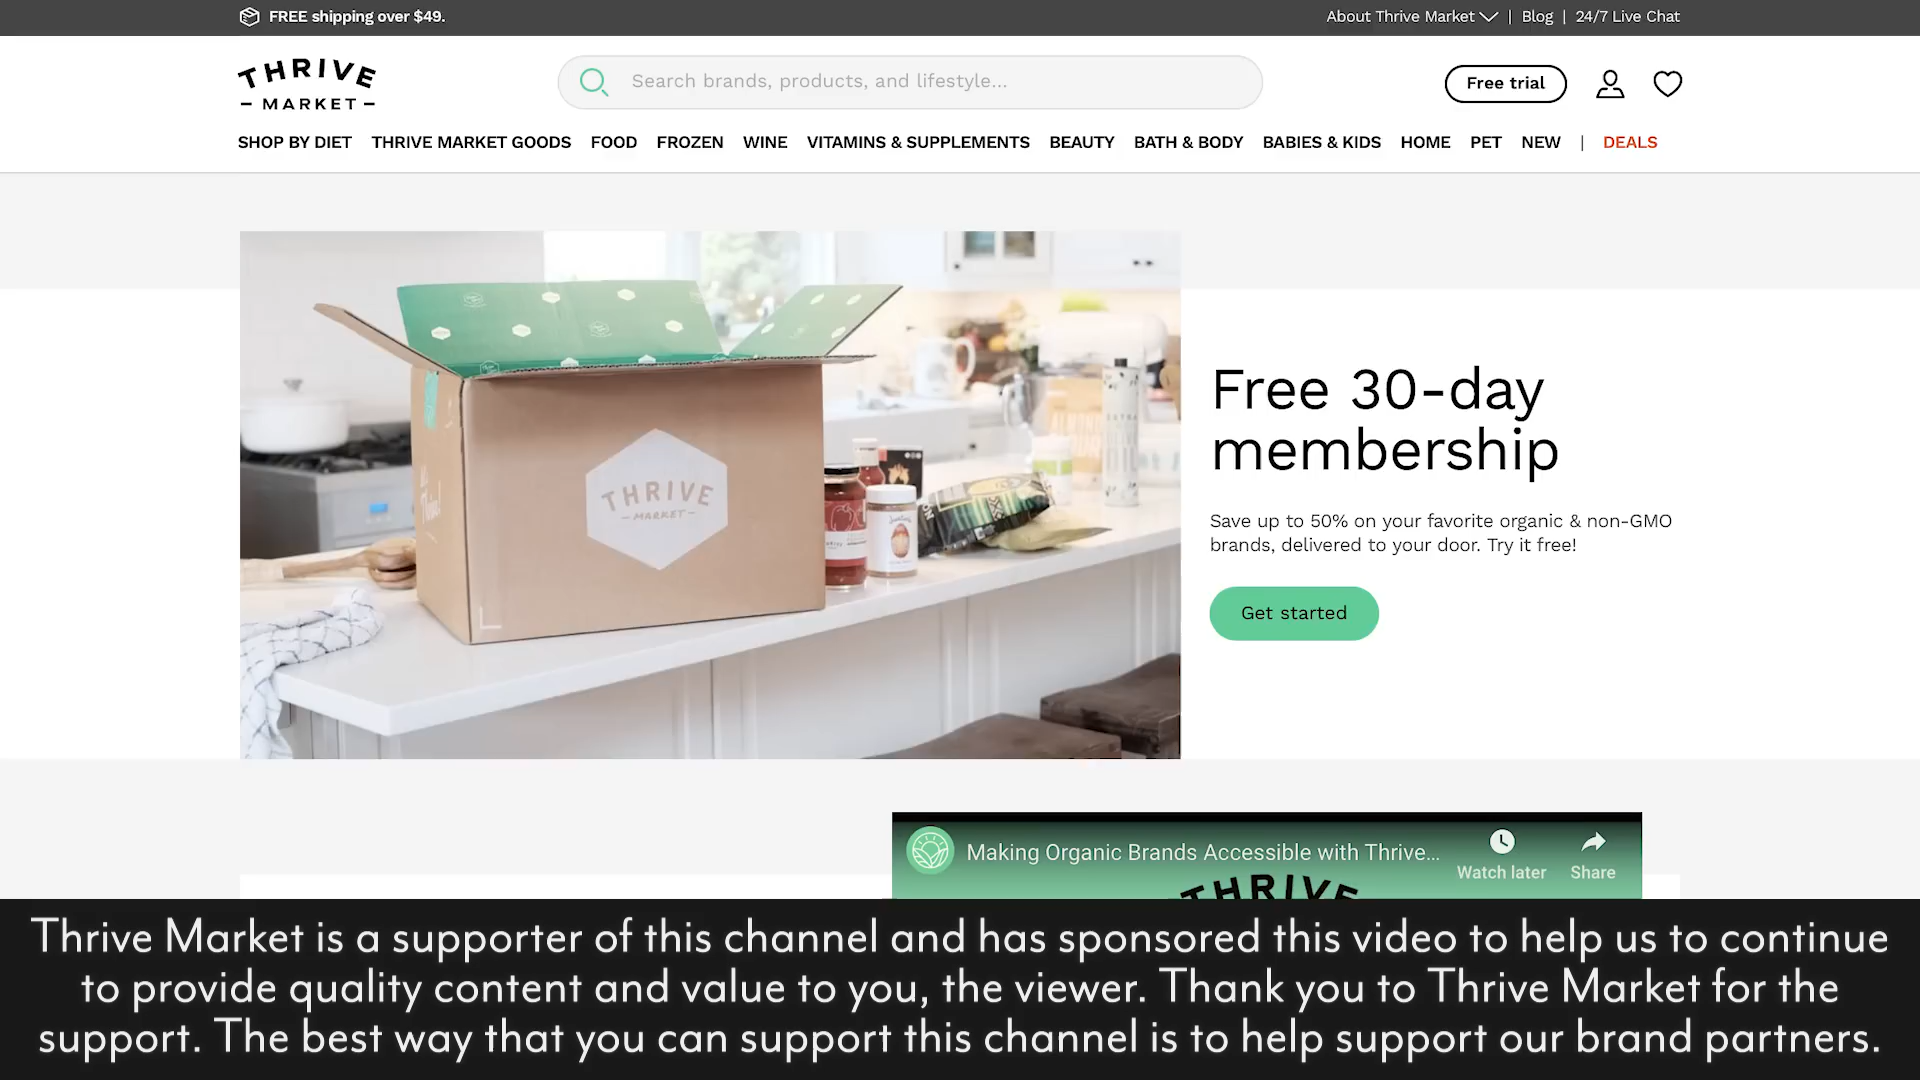 FREE shipping over $49.
About Thrive Market | Blog | 24/7 Live Chat
THRIVE
MARKET
Search brands, products, and lifestyle...
Free trial
SHOP BY DIET THRIVE MARKET GOODS FOOD FROZEN WINE VITAMINS & SUPPLEMENTS BEAUTY BATH & BODY BABIES & KIDS HOME PET NEW | DEALS
THRIVE
MARKET
Free 30-day
membership
Save up to 50% on your favorite organic & non-GMO
brands, delivered to your door. Try it free!
Get started
Making Organic Brands Accessible with Thrive...
Watch later
Share
THRIVE
Thrive Market is a supporter of this channel and has sponsored this video to help us to continue
to provide quality content and value to you, the viewer. Thank you to Thrive Market for the
support. The best way that you can support this channel is to help support our brand partners.